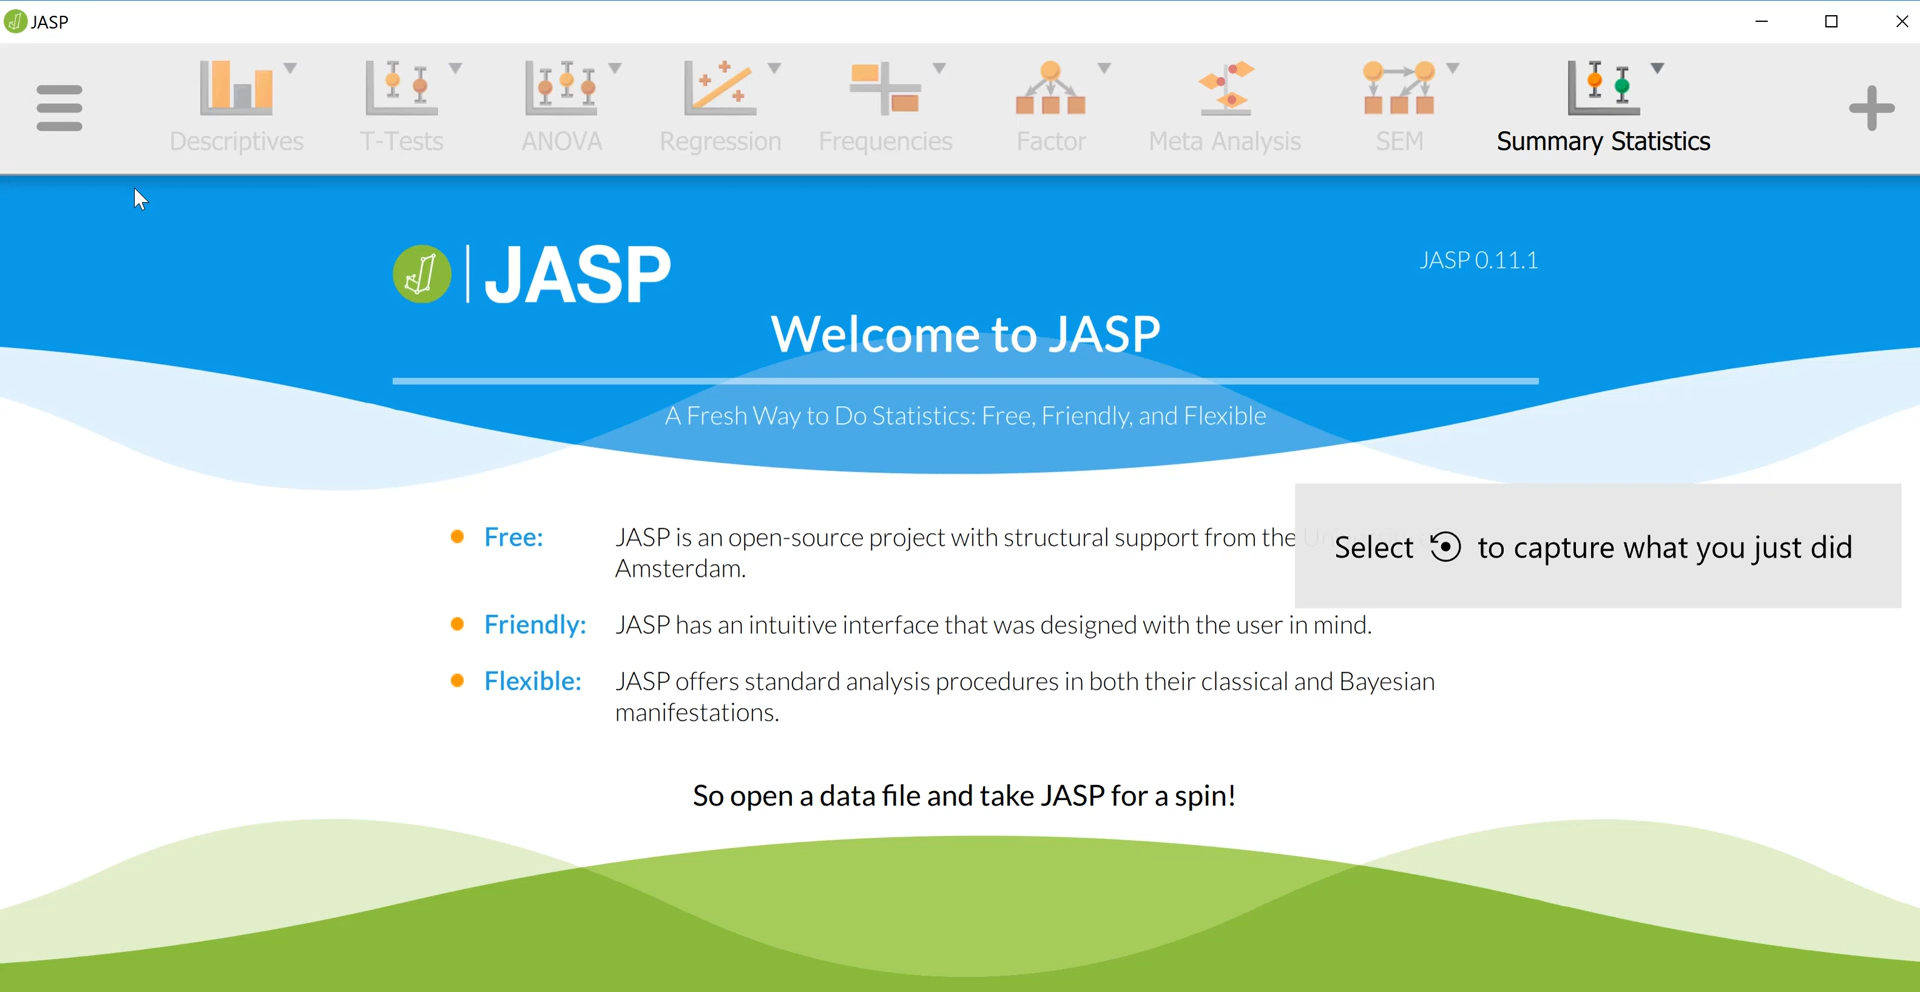 JASP
Descriptives T-Tests ANOVA Regression Frequencies Factor Meta Analysis SEM Summary Statistics
JASP
JASP 0.11.1
Welcome to JASP
A Fresh Way to Do Statistics: Free, Friendly, and Flexible
Free: JASP is an open-source project with structural support from the
Amsterdam.
Select to capture what you just did
Friendly: JASP has an intuitive interface that was designed with the user in mind.
Flexible: JASP offers standard analysis procedures in both their classical and Bayesian
manifestations.
So open a data file and take JASP for a spin!